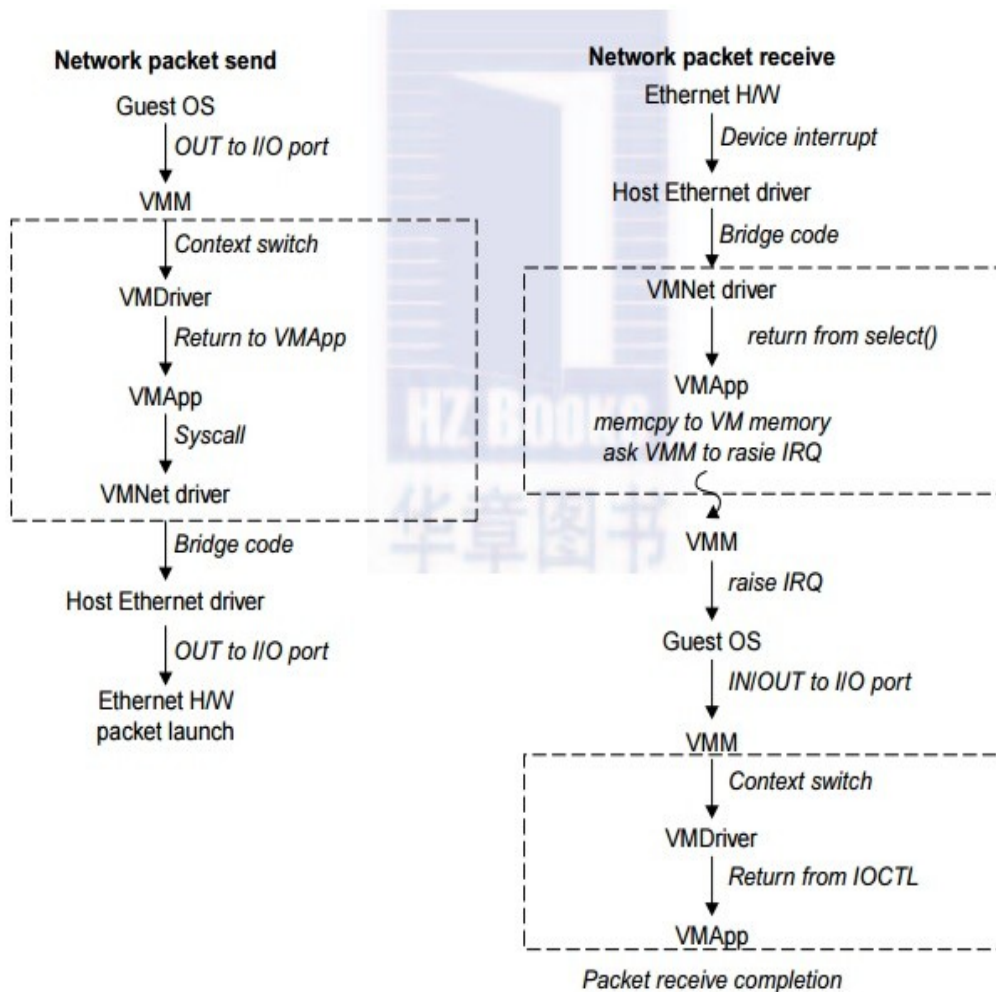 Network packet send
Guest OS
OUT to I/O port
VMM
Context switch
VMDriver
Return to VMApp
VMApp
Syscall
VMNet driver
Bridge code
Host Ethernet driver
OUT to I/O port
Ethernet H/W
packet launch
Network packet receive
Ethernet H/W
Device interrupt
Host Ethernet driver
Bridge code
VMNet driver
return from select()
VMApp
memcpy to VM memory
ask VMM to rasie IRQ
VMM
raise IRQ
Guest OS
IN/OUT to I/O port
VMM
Context switch
VMDriver
Return from IOCTL
VMApp
Packet receive completion
HZ BOOKS
华章图书